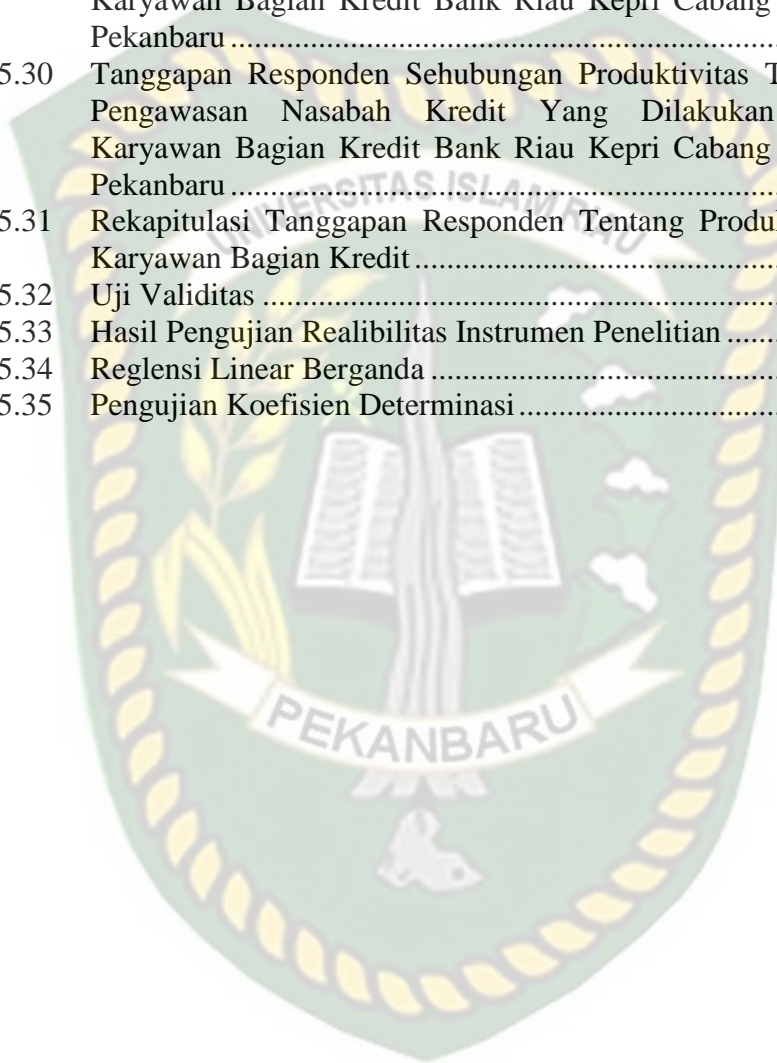 Karyawan Bagian Kredit Bank Riau Kepri Cabang
Pekanbaru ................................................................
5.30 Tanggapan Responden Sehubungan Produktivitas
Pengawasan Nasabah Kredit Yang Dilakukan
Karyawan Bagian Kredit Bank Riau Kepri Cabang
Pekanbaru ................................................................
5.31 Rekapitulasi Tanggapan Responden Tentang
Karyawan Bagian Kredit ................................................
5.32 Uji Validitas ................................................................
5.33 Hasil Pengujian Realibilitas Instrumen Penelitian .......
5.34 Reglensi Linear Berganda ............................................
5.35 Pengujian Koefisien Determinasi ..................................
UNIVERSITAS ISLAM RIAU
PEKANBARU